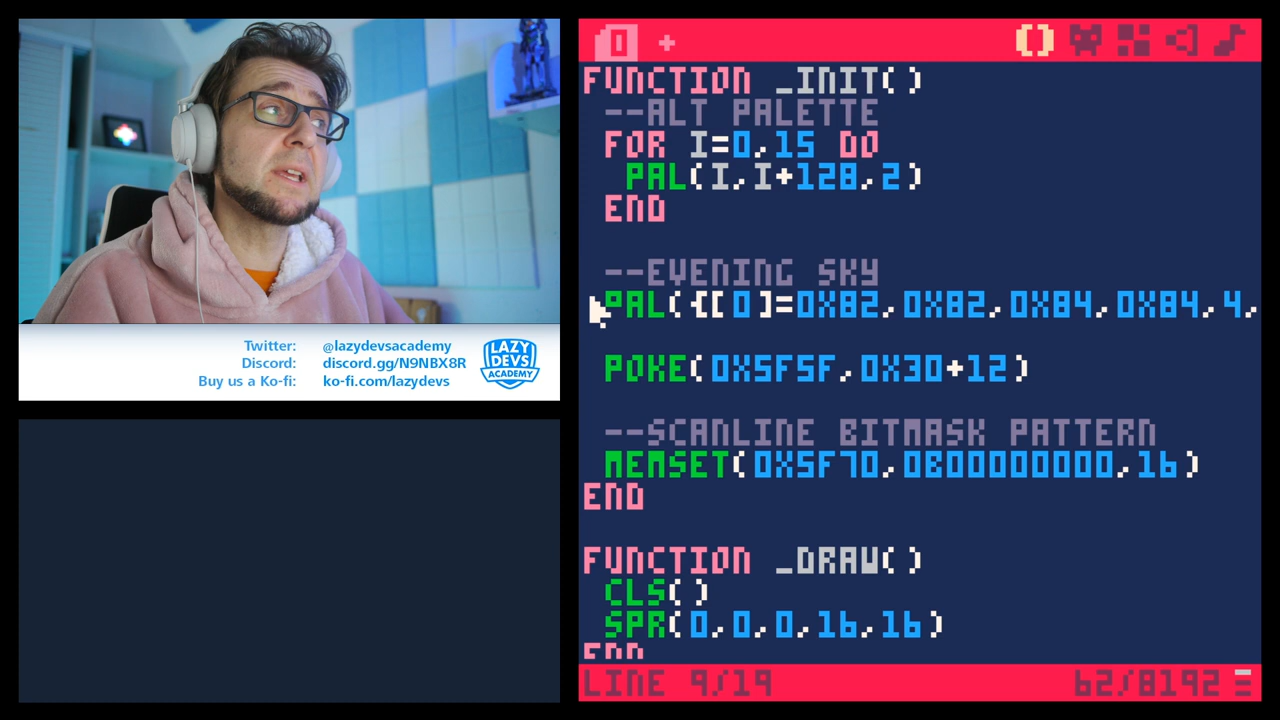 Twitter: @lazydevsacademy
Discord: discord.gg/N9NBX8R
Buy us a Ko-fi: ko-fi.com/lazydevs
LAZY
DEVS
ACADEMY
0 +
FUNCTION _INIT()
--ALT PALETTE
FOR I=0,15 DO
PAL(I,I+128,2)
END
--EVENING SKY
PAL({[0]=0X82,0X82,0X84,0X84,4,
POKE(0X5F5F,0X30+12)
--SCANLINE BITMASK PATTERN
MEMSET(0X5F70,0B00000000,16)
END
FUNCTION _DRAW()
CLS()
SPR(0,0,0,16,16)
END
LINE 9/19 62/8192